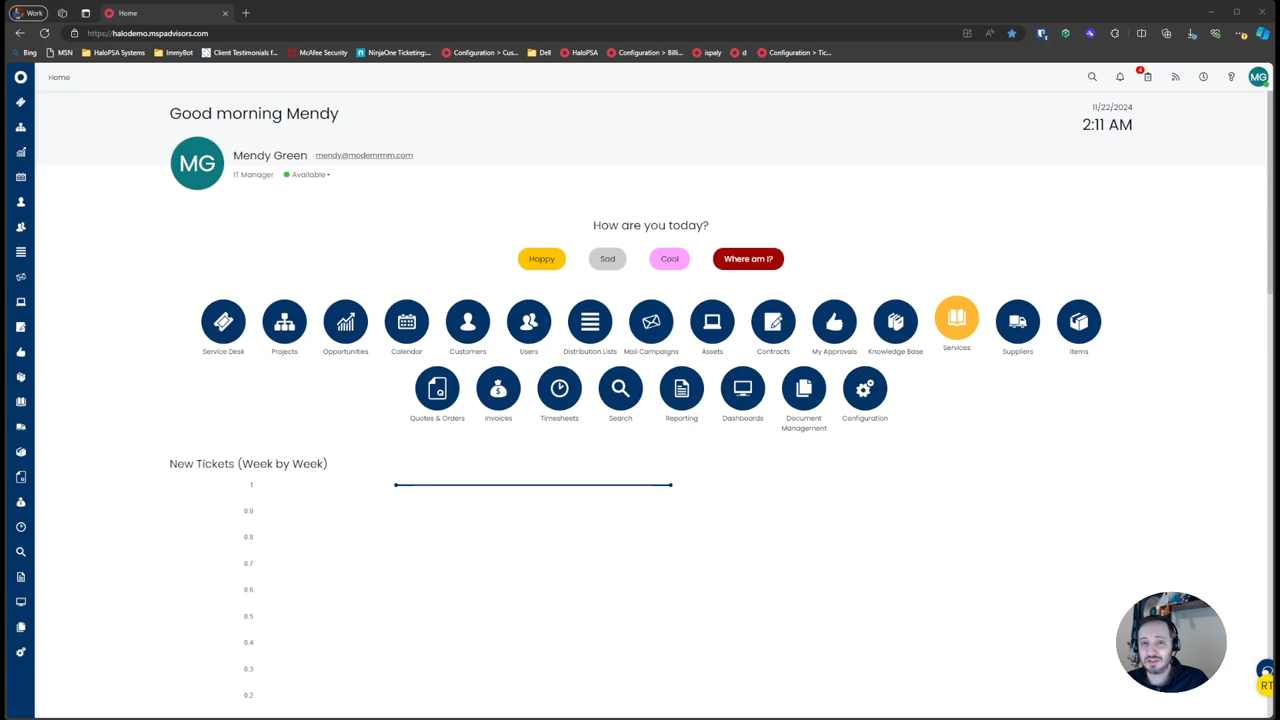 Work
Home
https://halodemo.mspadvisors.com
Bing
MSN
HaloPSA Systems
ImmyBot
Client Testimonials f...
McAfee Security
NinjaOne Ticketing:...
Configuration > Cus...
Dell
HaloPSA
Configuration > Billi...
ispaly
d
Configuration > Tic...
Home
4
MG
Good morning Mendy
11/22/2024
2:11 AM
MG
Mendy Green
mendy@modernrmm.com
IT Manager
Available
How are you today?
Happy
Sad
Cool
Where am I?
Service Desk
Projects
Opportunities
Calendar
Customers
Users
Distribution Lists
Mail Campaigns
Assets
Contracts
My Approvals
Knowledge Base
Services
Suppliers
Items
Quotes & Orders
Invoices
Timesheets
Search
Reporting
Dashboards
Document
Management
Configuration
New Tickets (Week by Week)
1
0.9
0.8
0.7
0.6
0.5
0.4
0.3
0.2
RT